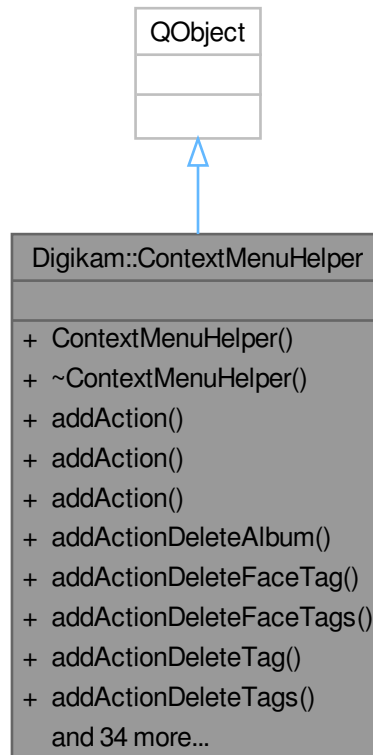 QObject
Digikam::ContextMenuHelper
+ ContextMenuHelper()
+ ~ContextMenuHelper()
+ addAction()
+ addAction()
+ addAction()
+ addActionDeleteAlbum()
+ addActionDeleteFaceTag()
+ addActionDeleteFaceTags()
+ addActionDeleteTag()
+ addActionDeleteTags()
and 34 more...